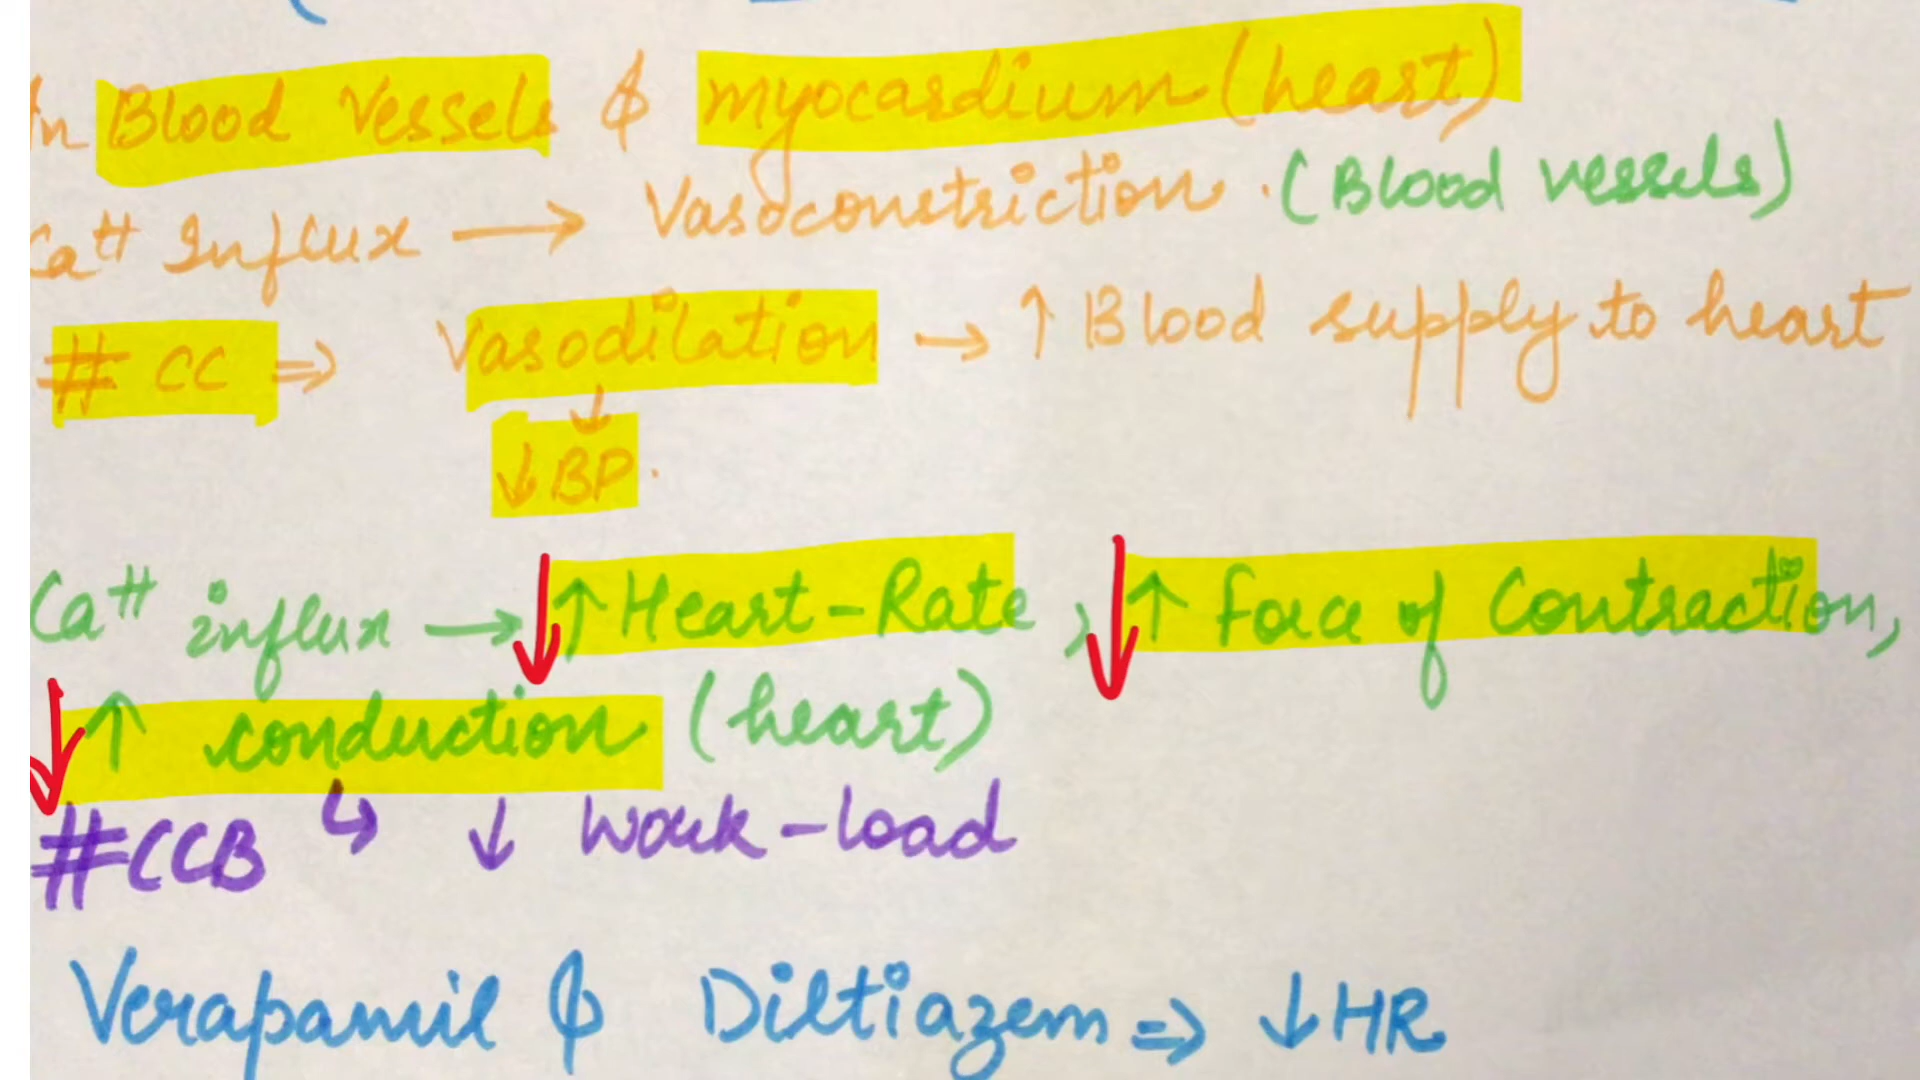 In Blood Vessels & myocardium (heart)
Ca++ Influx → Vasoconstriction. (Blood vessels)
# CC ⇒ Vasodilation → ↑ Blood supply to heart
↓
↓ BP.
Ca++ influx → ↓ ↑ Heart-Rate, ↓ ↑ Force of Contraction,
↓ ↑ conduction (heart)
#CCB ↳ ↓ Work-load
Verapamil & Diltiazem ⇒ ↓ HR